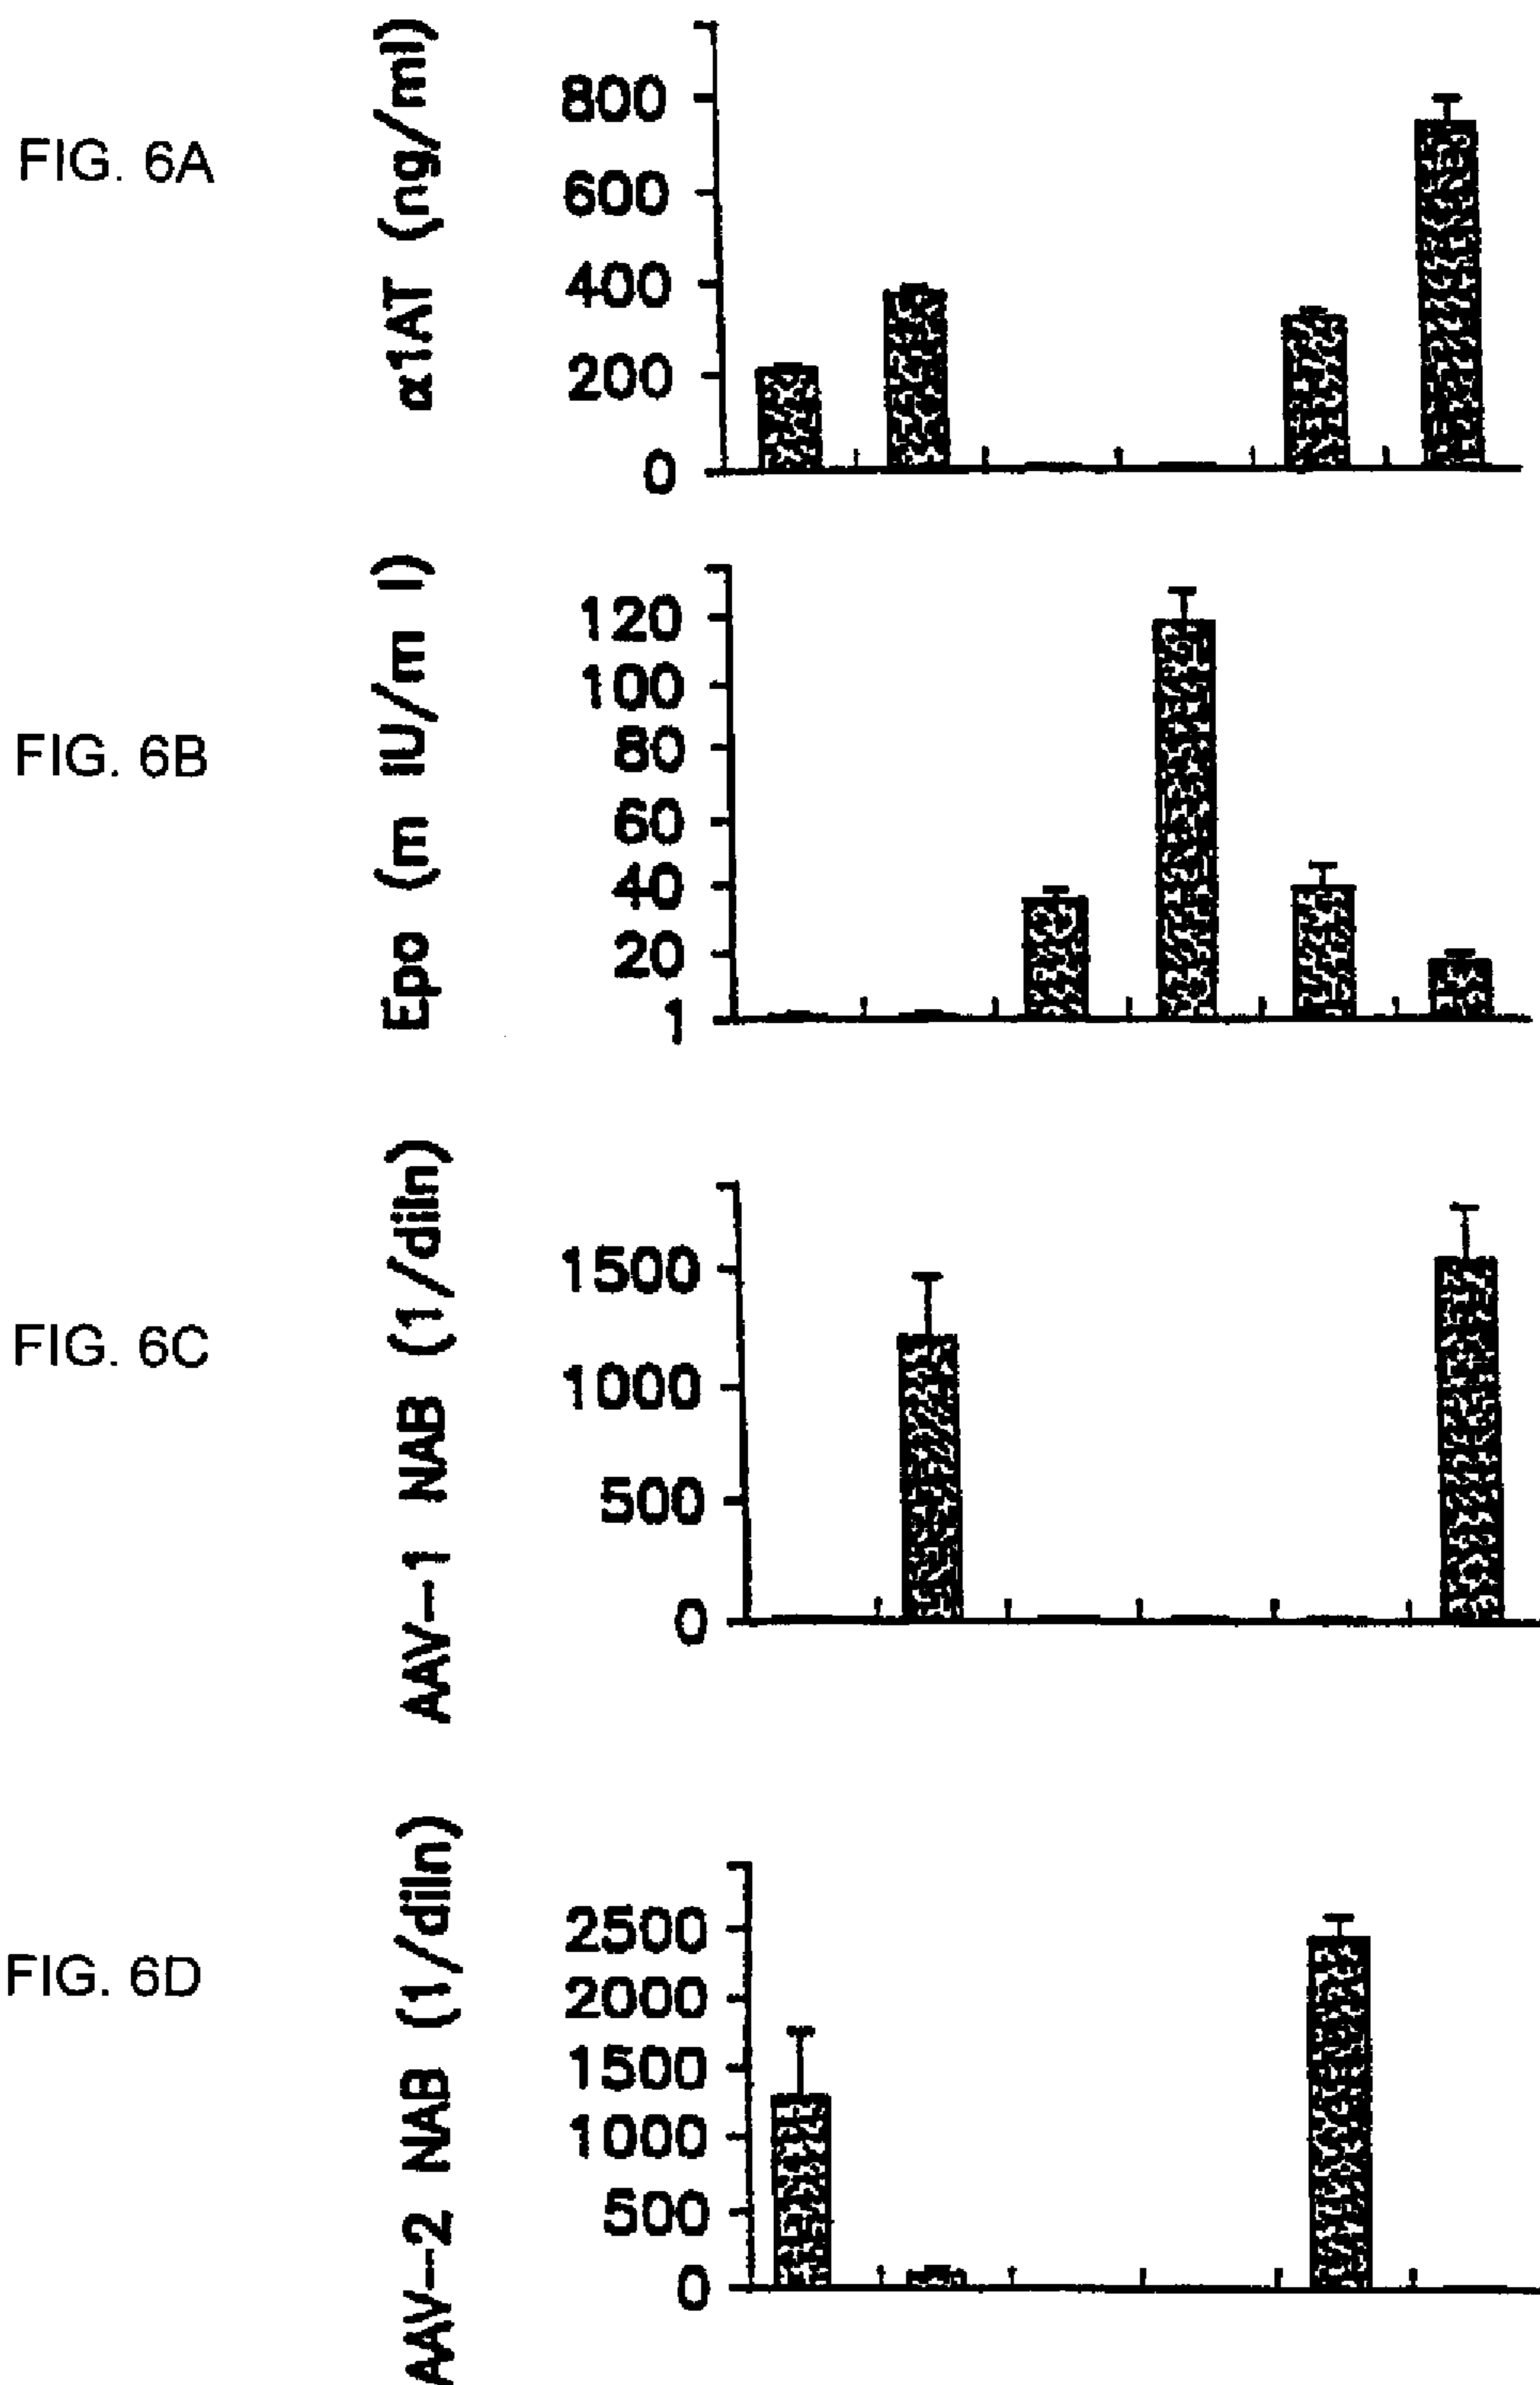 FIG. 6A
α1AT (ng/ml)
800
600
400
200
0
FIG. 6B
Epo (m IU/m l)
120
100
80
60
40
20
1
FIG. 6C
AAV--1 NAB (1/diln)
1500
1000
500
0
FIG. 6D
AAV--2 NAB (1/diln)
2500
2000
1500
1000
500
0